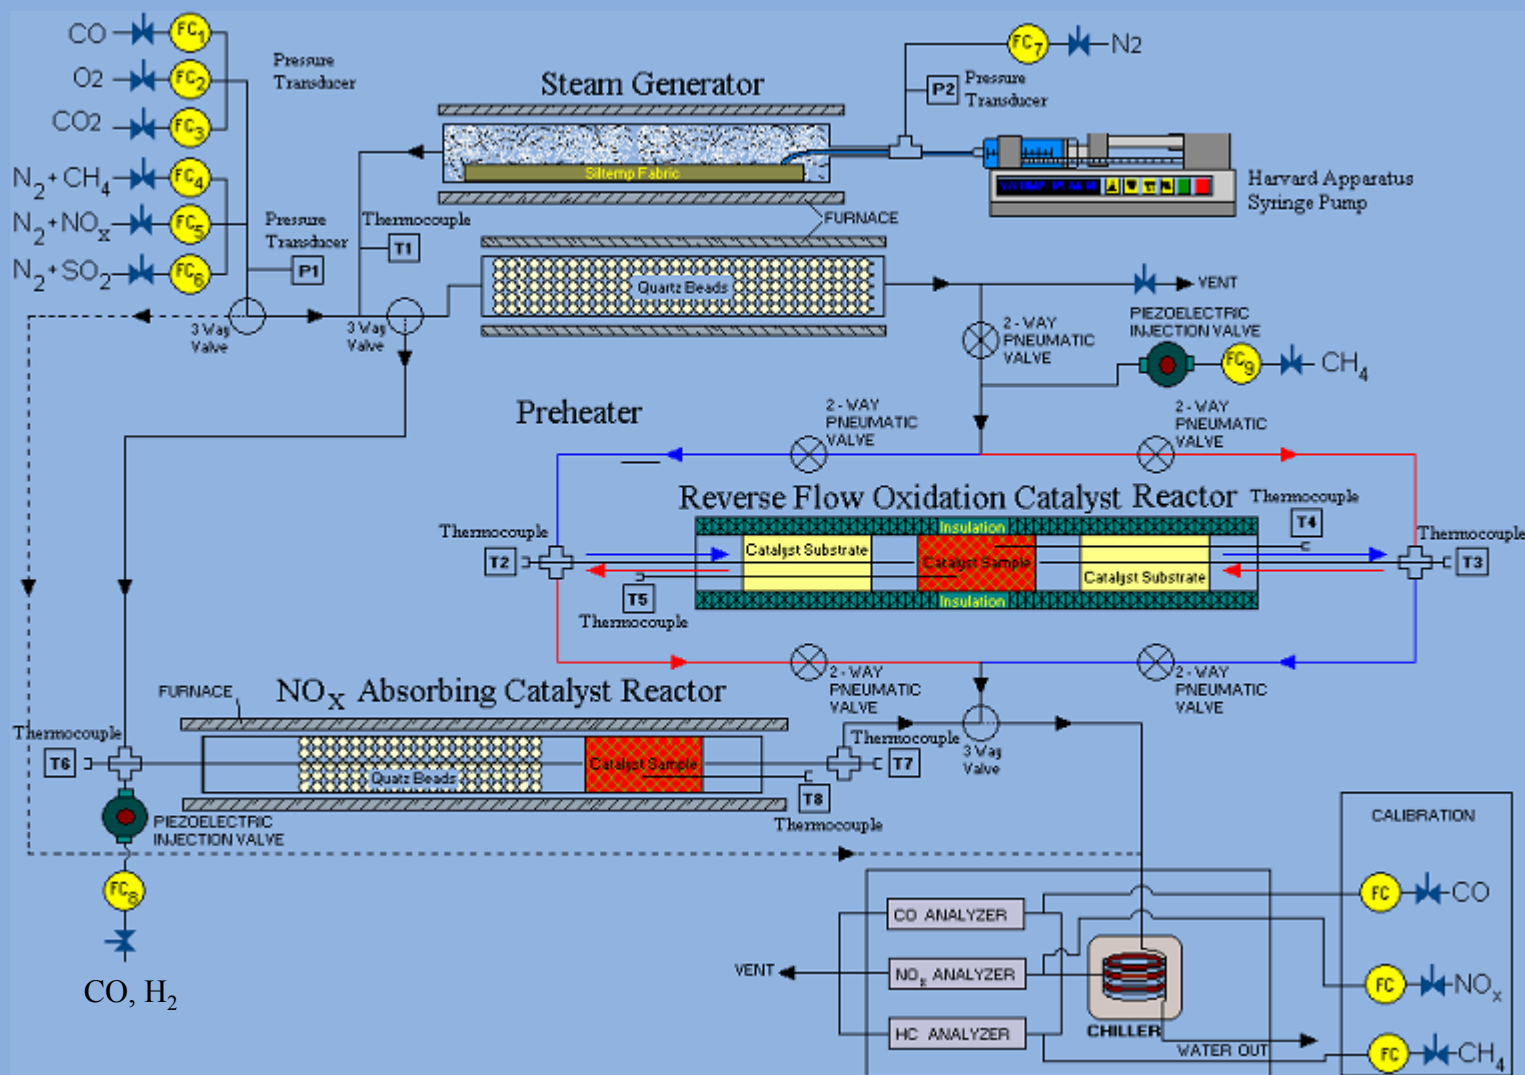 CO
FC1
O2
FC2
Pressure
Transducer
CO2
FC3
N2+CH4
FC4
N2+NOx
FC5
N2+SO2
FC6
Pressure
Transducer
P1
3 Way
Valve
3 Way
Valve
Thermocouple
T1
Steam Generator
Siltemp Fabric
FURNACE
Quartz Beads
FC7
N2
P2
Pressure
Transducer
Harvard Apparatus
Syringe Pump
VENT
2 - WAY
PNEUMATIC
VALVE
PIEZOELECTRIC
INJECTION VALVE
FC9
CH4
Preheater
2 - WAY
PNEUMATIC
VALVE
2 - WAY
PNEUMATIC
VALVE
Reverse Flow Oxidation Catalyst Reactor
Thermocouple
T4
Thermocouple
T2
Insulation
Catalyst Substrate
Catalyst Sample
Catalyst Substrate
Insulation
Thermocouple
T3
T5
Thermocouple
2 - WAY
PNEUMATIC
VALVE
2 - WAY
PNEUMATIC
VALVE
NOX Absorbing Catalyst Reactor
FURNACE
Thermocouple
T6
Quatz Beads
Catalyst Sample
T8
Thermocouple
Thermocouple
T7
3 Way
Valve
PIEZOELECTRIC
INJECTION VALVE
FC8
CO, H2
CALIBRATION
FC
CO
FC
NOx
FC
CH4
CO ANALYZER
NOx ANALYZER
HC ANALYZER
VENT
CHILLER
WATER OUT